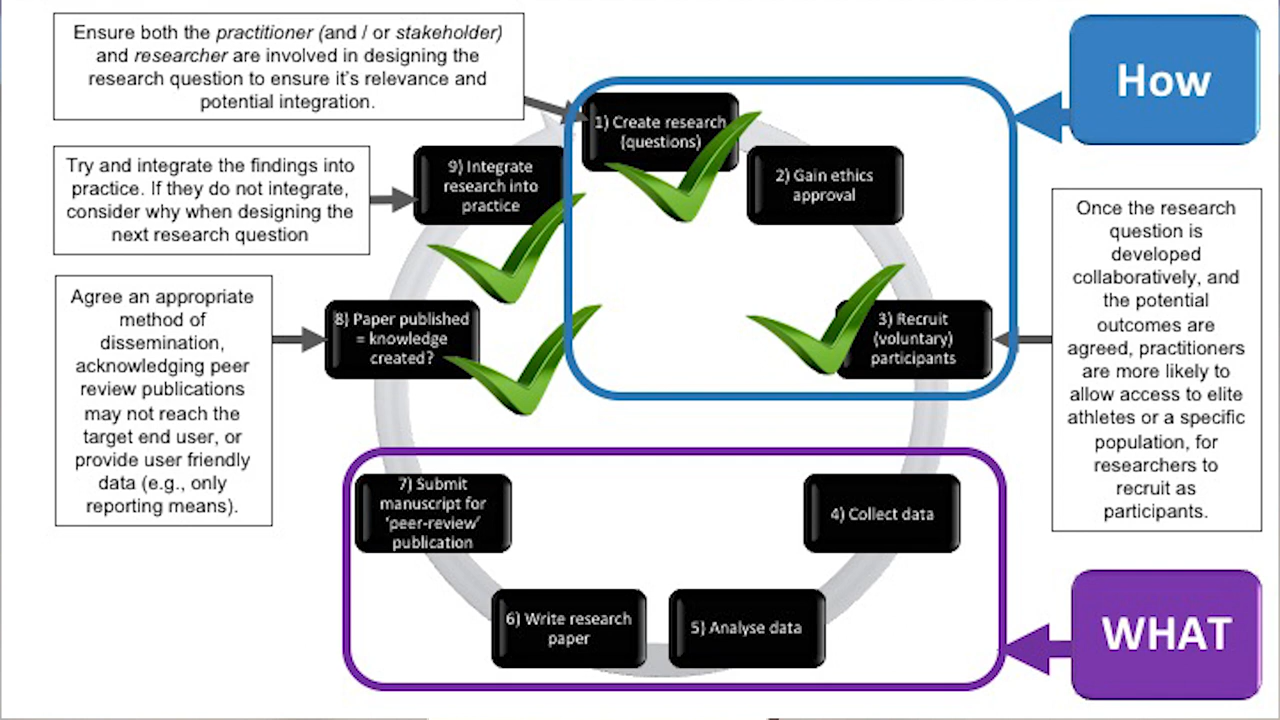 Ensure both the practitioner (and / or stakeholder)
and researcher are involved in designing the
research question to ensure it's relevance and
potential integration.
How
1) Create research
(questions)
Try and integrate the findings into
practice. If they do not integrate,
consider why when designing the
next research question
9) Integrate
research into
practice
2) Gain ethics
approval
Once the research
question is
developed
collaboratively, and
the potential
outcomes are
agreed, practitioners
are more likely to
allow access to elite
athletes or a specific
population, for
researchers to
recruit as
participants.
Agree an appropriate
method of
dissemination,
acknowledging peer
review publications
may not reach the
target end user, or
provide user friendly
data (e.g., only
reporting means).
8) Paper published
= knowledge
created?
3) Recruit
(voluntary)
participants
7) Submit
manuscript for
'peer-review'
publication
4) Collect data
6) Write research
paper
5) Analyse data
WHAT